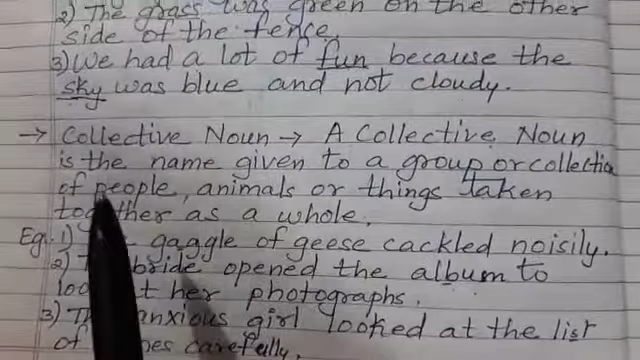 2) The grass was green on the other
side of the fence.
3) We had a lot of fun because the
sky was blue and not cloudy.
→ Collective Noun → A Collective Noun
is the name given to a group or collectio
of people, animals or things taken
together as a whole.
Eg. 1) gaggle of geese cackled noisily.
2) bride opened the album to
her photographs.
3) anxious girl looked at the list
of carefully.